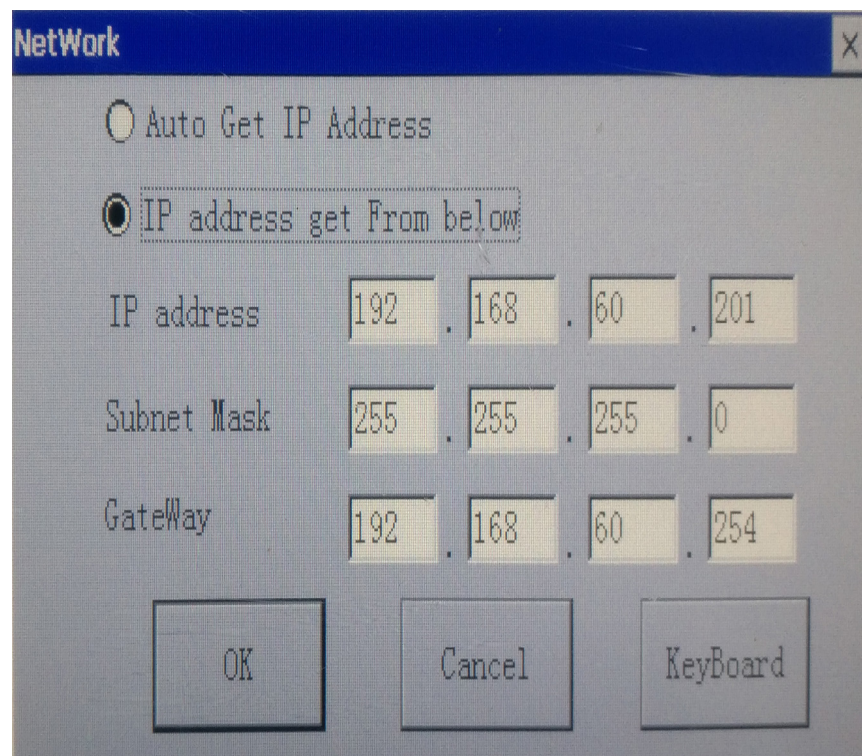 NetWork X
Auto Get IP Address
IP address get From below
IP address 192 . 168 . 60 . 201
Subnet Mask 255 . 255 . 255 . 0
GateWay 192 . 168 . 60 . 254
OK Cancel KeyBoard